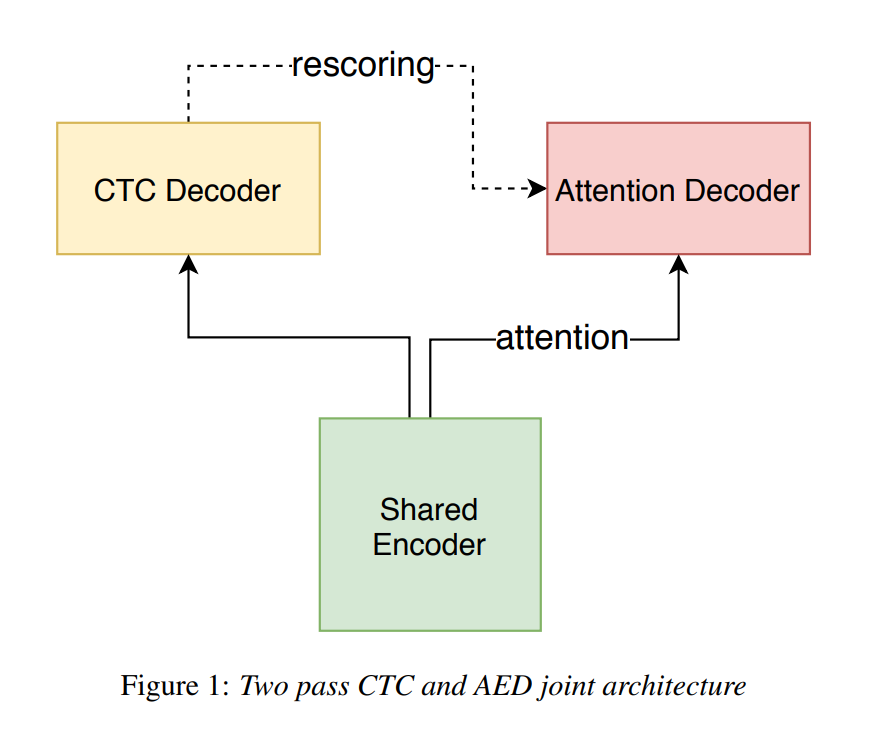 rescoring
CTC Decoder
Attention Decoder
attention
Shared
Encoder
Figure 1: Two pass CTC and AED joint architecture